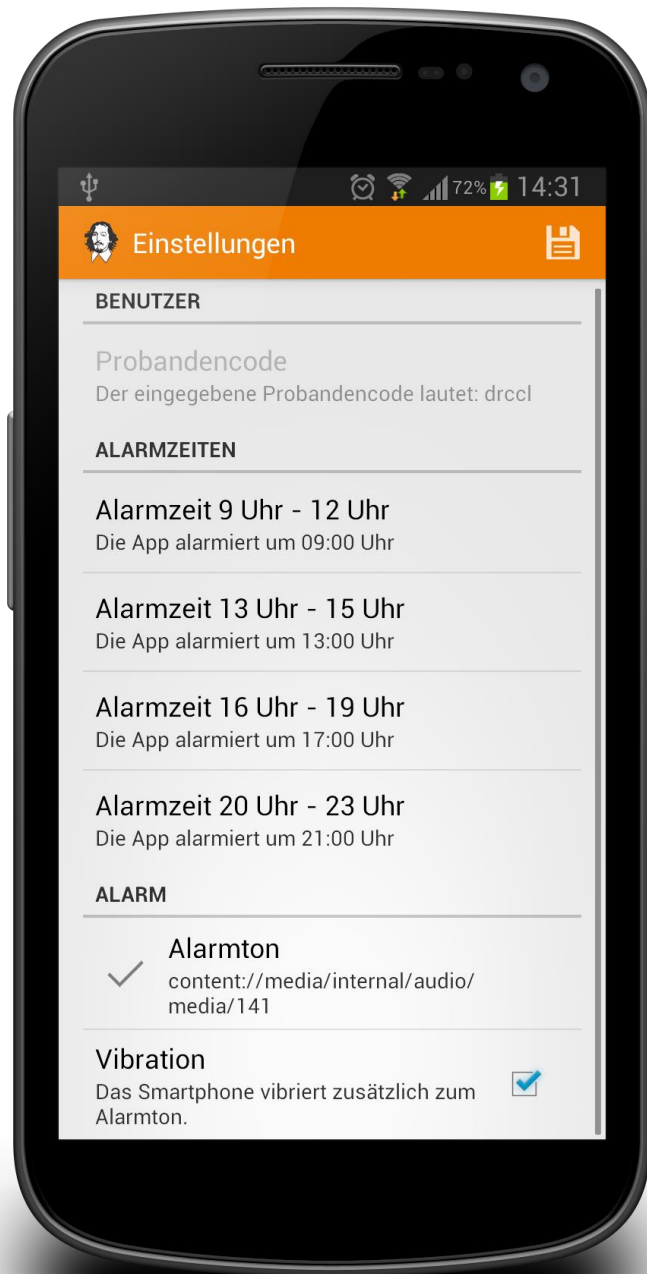 72% 14:31
Einstellungen
BENUTZER
Probandencode
Der eingegebene Probandencode lautet: drccl
ALARMZEITEN
Alarmzeit 9 Uhr - 12 Uhr
Die App alarmiert um 09:00 Uhr
Alarmzeit 13 Uhr - 15 Uhr
Die App alarmiert um 13:00 Uhr
Alarmzeit 16 Uhr - 19 Uhr
Die App alarmiert um 17:00 Uhr
Alarmzeit 20 Uhr - 23 Uhr
Die App alarmiert um 21:00 Uhr
ALARM
Alarmton
content://media/internal/audio/
media/141
Vibration
Das Smartphone vibriert zusätzlich zum
Alarmton.